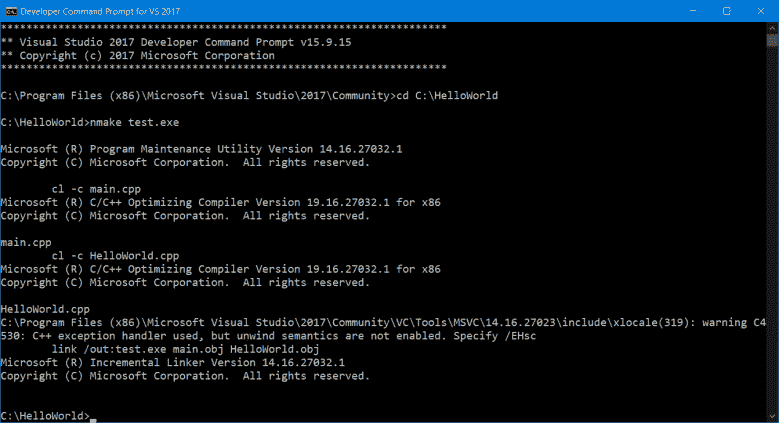 Developer Command Prompt for VS 2017
**********************************************************************
** Visual Studio 2017 Developer Command Prompt v15.9.15
** Copyright (c) 2017 Microsoft Corporation
**********************************************************************
C:\Program Files (x86)\Microsoft Visual Studio\2017\Community>cd C:\HelloWorld
C:\HelloWorld>nmake test.exe
Microsoft (R) Program Maintenance Utility Version 14.16.27032.1
Copyright (C) Microsoft Corporation.  All rights reserved.
cl -c main.cpp
Microsoft (R) C/C++ Optimizing Compiler Version 19.16.27032.1 for x86
Copyright (C) Microsoft Corporation.  All rights reserved.
main.cpp
cl -c HelloWorld.cpp
Microsoft (R) C/C++ Optimizing Compiler Version 19.16.27032.1 for x86
Copyright (C) Microsoft Corporation.  All rights reserved.
HelloWorld.cpp
C:\Program Files (x86)\Microsoft Visual Studio\2017\Community\VC\Tools\MSVC\14.16.27023\include\xlocale(319): warning C4
530: C++ exception handler used, but unwind semantics are not enabled. Specify /EHsc
link /out:test.exe main.obj HelloWorld.obj
Microsoft (R) Incremental Linker Version 14.16.27032.1
Copyright (C) Microsoft Corporation.  All rights reserved.
C:\HelloWorld>